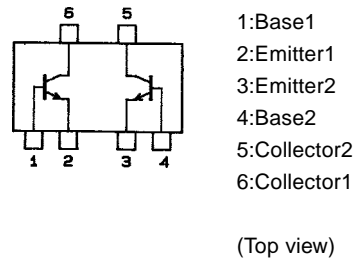 6 5
1:Base1
2:Emitter1
3:Emitter2
4:Base2
5:Collector2
6:Collector1
1 2 3 4
(Top view)